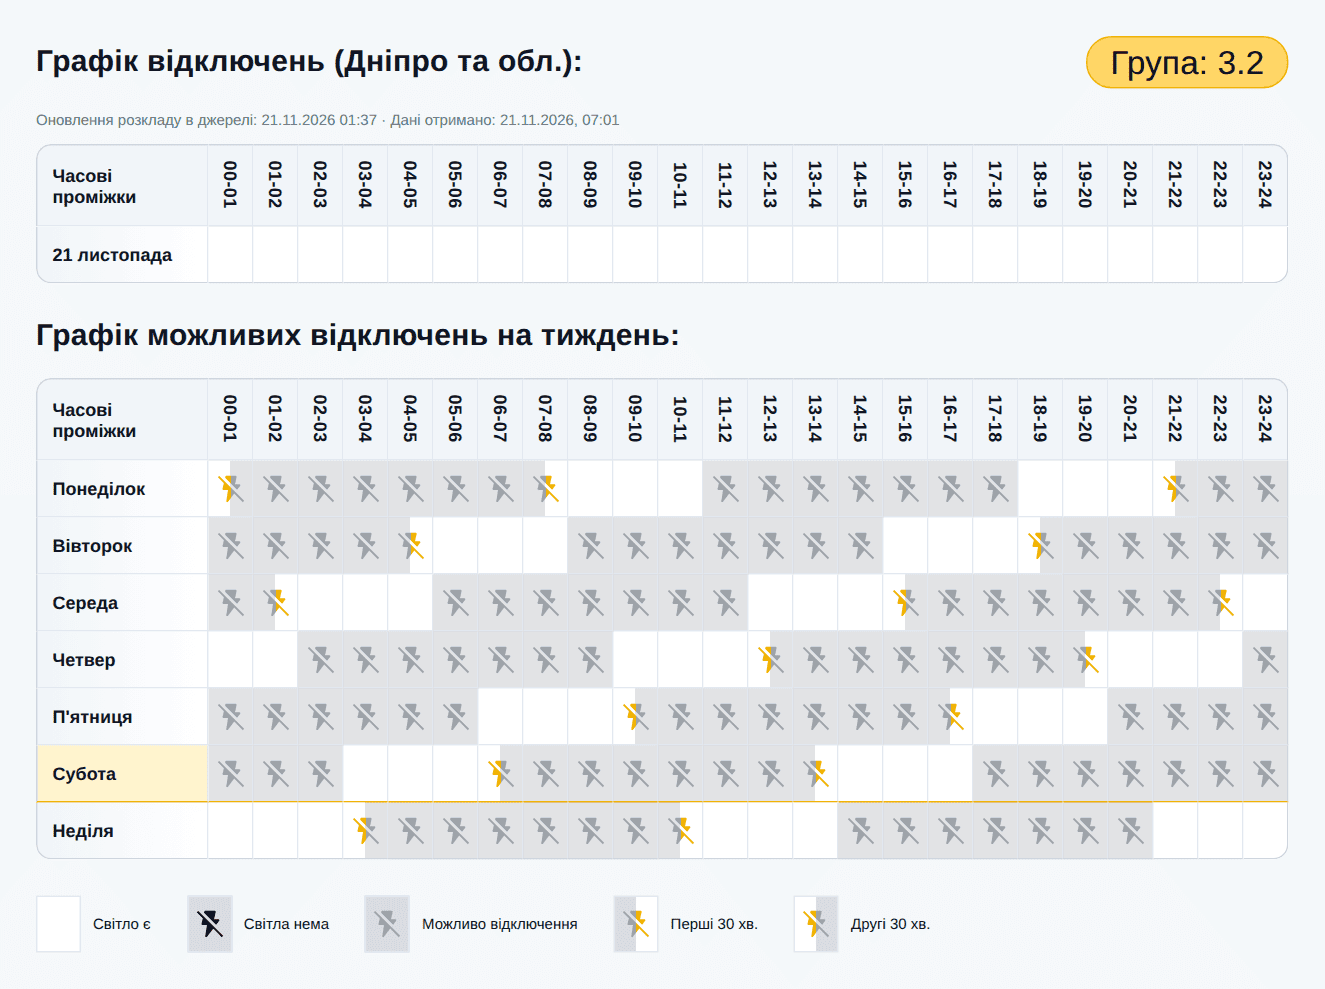 Графік відключень (Дніпро та обл.):
Група: 3.2
Оновлення розкладу в джерелі: 21.11.2026 01:37 · Дані отримано: 21.11.2026, 07:01
Часові проміжки 00-01 01-02 02-03 03-04 04-05 05-06 06-07 07-08 08-09 09-10 10-11 11-12 12-13 13-14 14-15 15-16 16-17 17-18 18-19 19-20 20-21 21-22 22-23 23-24
21 листопада
Графік можливих відключень на тиждень:
Часові проміжки 00-01 01-02 02-03 03-04 04-05 05-06 06-07 07-08 08-09 09-10 10-11 11-12 12-13 13-14 14-15 15-16 16-17 17-18 18-19 19-20 20-21 21-22 22-23 23-24
Понеділок
Вівторок
Середа
Четвер
П'ятниця
Субота
Неділя
Світло є Світла нема Можливо відключення Перші 30 хв. Другі 30 хв.